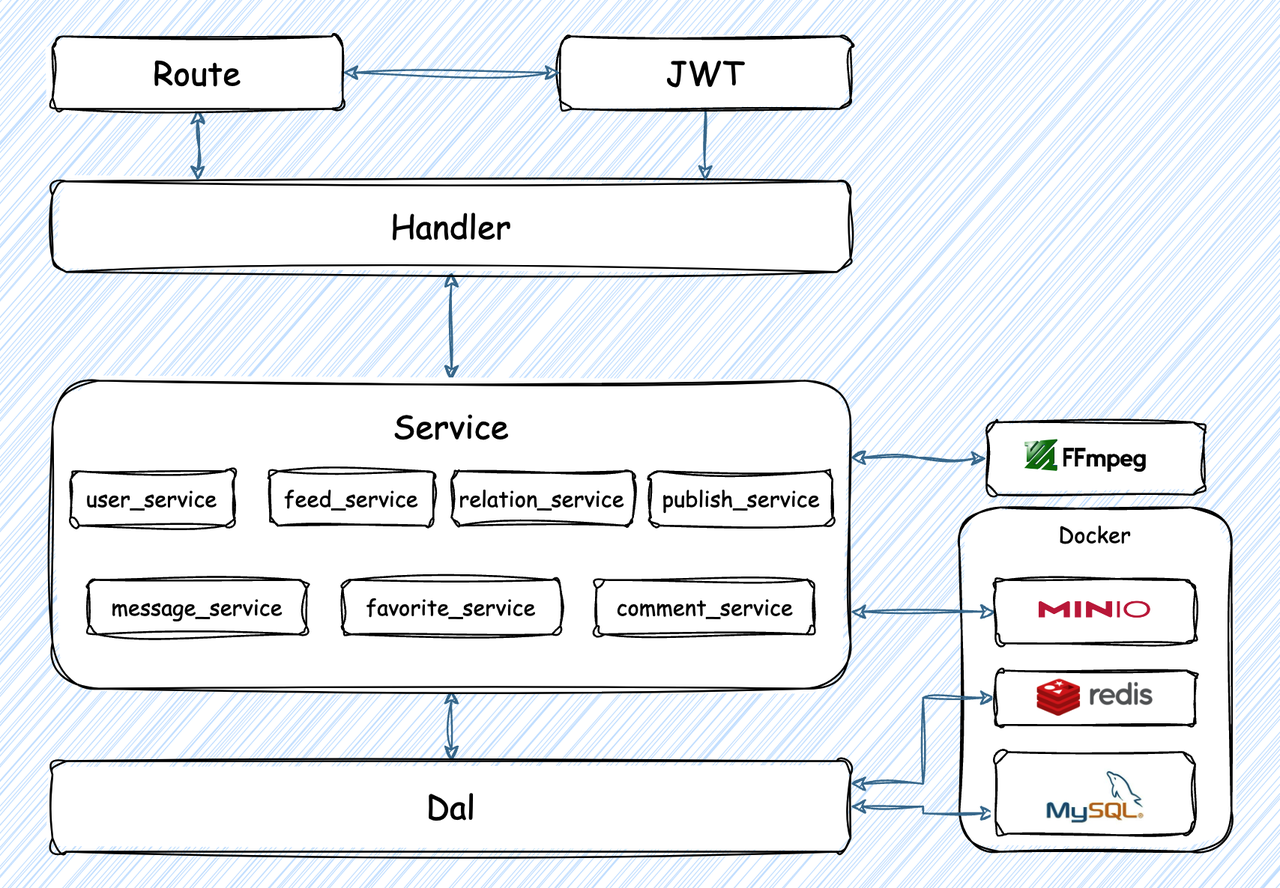 Route
JWT
Handler
Service
FFmpeg
user_service
feed_service
relation_service
publish_service
Docker
message_service
favorite_service
comment_service
MINIO
redis
MySQL®
Dal